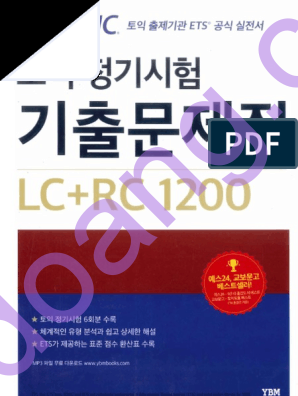 IC. 토익 출제기관 ETS® 공식 실전서
정기시험
기출문제집
PDF
LC+RC 1200
예스24, 교보문고
베스트셀러!
★ 토익 정기시험 6회분 수록
★ 체계적인 유형 분석과 쉽고 상세한 해설
★ ETS가 제공하는 표준 점수 환산표 수록
MP3 파일 무료 다운로드 www.ybmbooks.com
YBM
doang